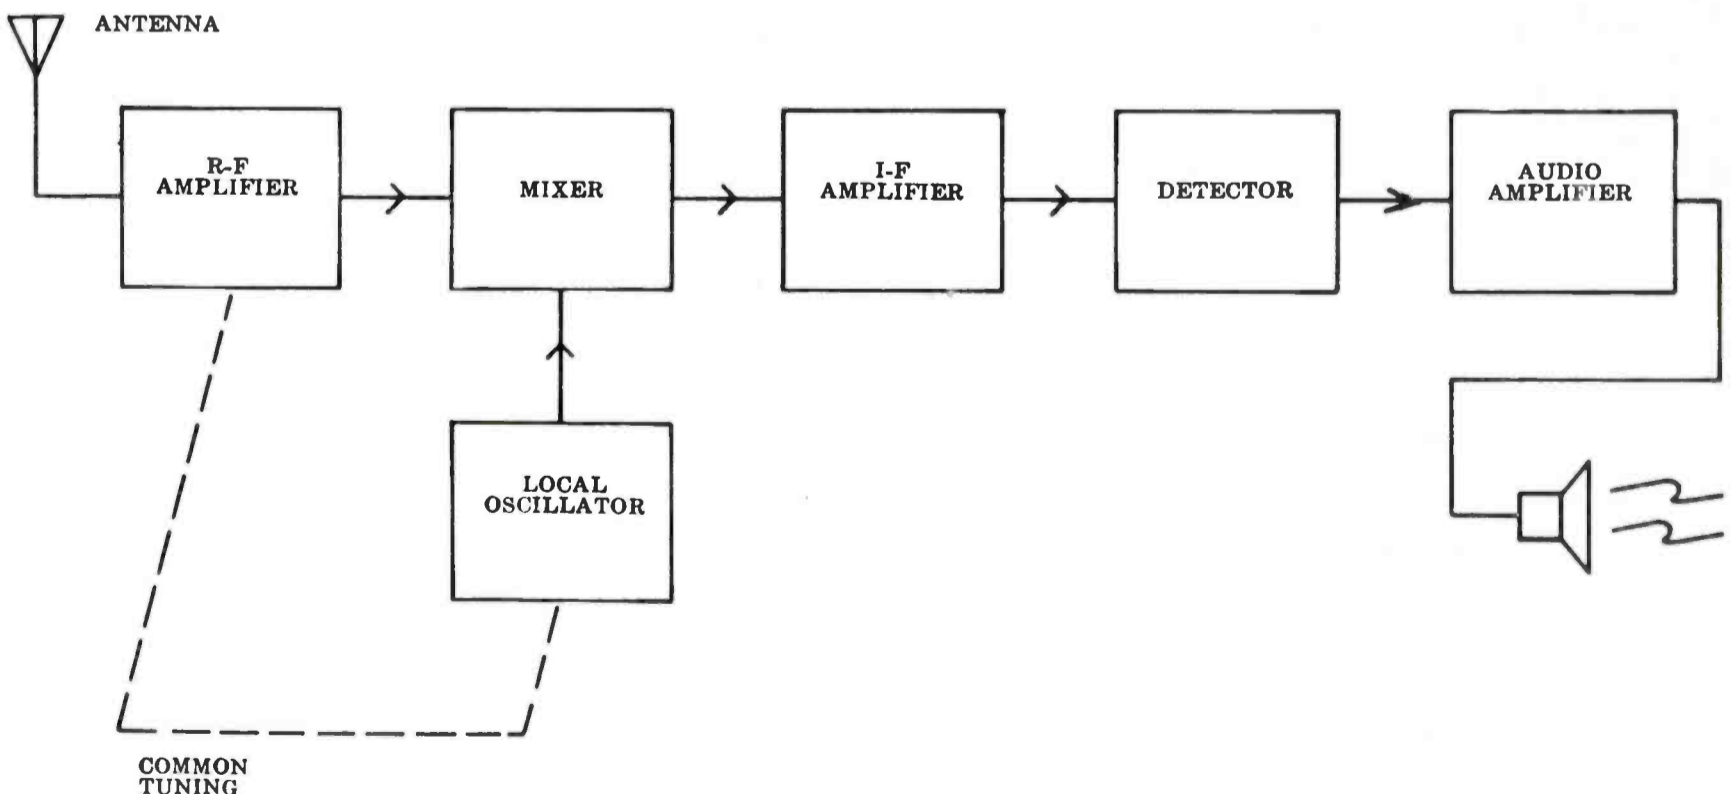 ANTENNA
R-F
AMPLIFIER
MIXER
I-F
AMPLIFIER
DETECTOR
AUDIO
AMPLIFIER
LOCAL
OSCILLATOR
COMMON
TUNING